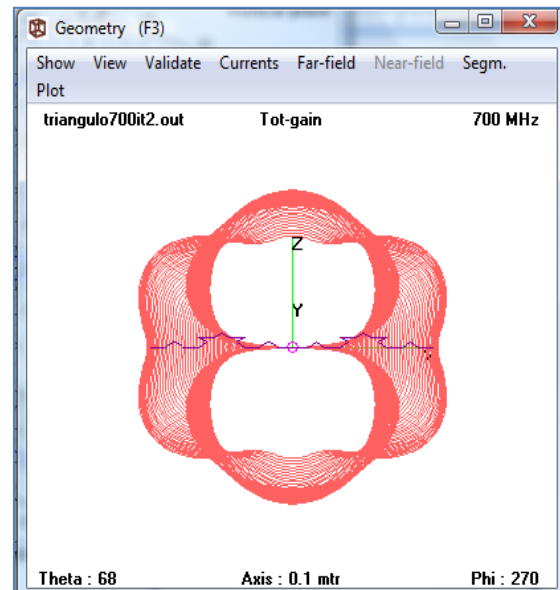 Geometry (F3)
Show View Validate Currents Far-field Near-field Segm.
Plot
triangulo700it2.out Tot-gain 700 MHz
Z
Y
Theta : 68 Axis : 0.1 mtr Phi : 270